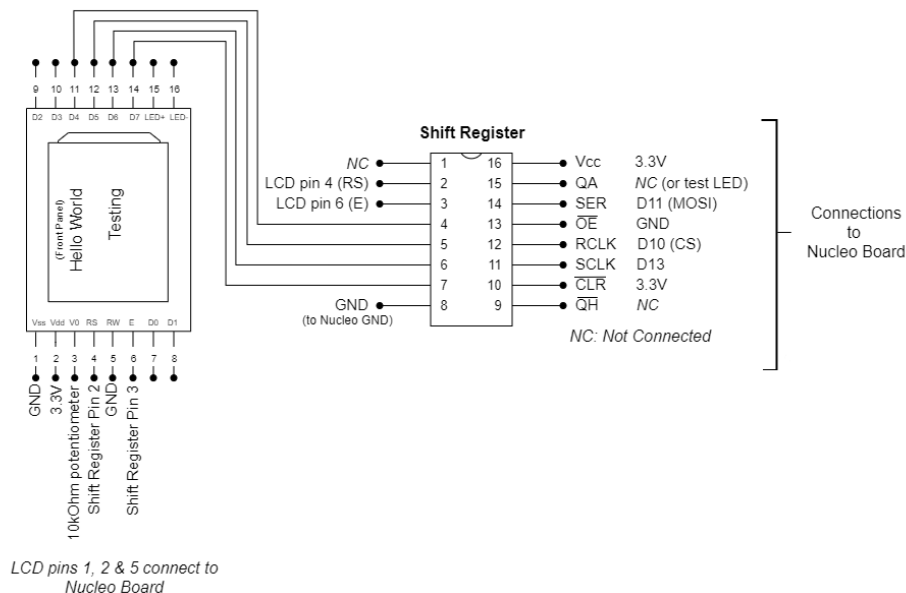 9 10 11 12 13 14 15 16
D2 D3 D4 D5 D6 D7 LED+ LED-
(Front Panel)
Hello World
Testing
Vss Vdd V0 RS RW E D0 D1
1 2 3 4 5 6 7 8
GND
3.3V
10kOhm potentiometer
Shift Register Pin 2
GND
Shift Register Pin 3
LCD pins 1, 2 & 5 connect to
Nucleo Board
Shift Register
NC 1 16 Vcc 3.3V
LCD pin 4 (RS) 2 15 QA NC (or test LED)
LCD pin 6 (E) 3 14 SER D11 (MOSI)
4 13 OE GND
5 12 RCLK D10 (CS)
6 11 SCLK D13
7 10 CLR 3.3V
GND 8 9 QH NC
(to Nucleo GND)
NC: Not Connected
Connections
to
Nucleo Board